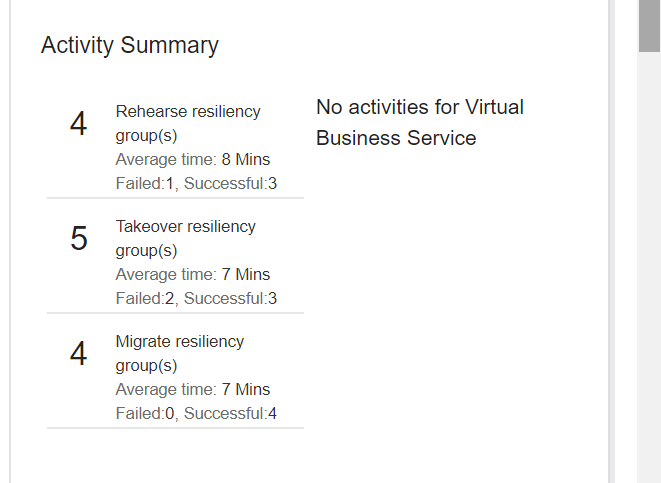 Activity Summary
4
Rehearse resiliency
group(s)
Average time: 8 Mins
Failed:1, Successful:3
5
Takeover resiliency
group(s)
Average time: 7 Mins
Failed:2, Successful:3
4
Migrate resiliency
group(s)
Average time: 7 Mins
Failed:0, Successful:4
No activities for Virtual
Business Service